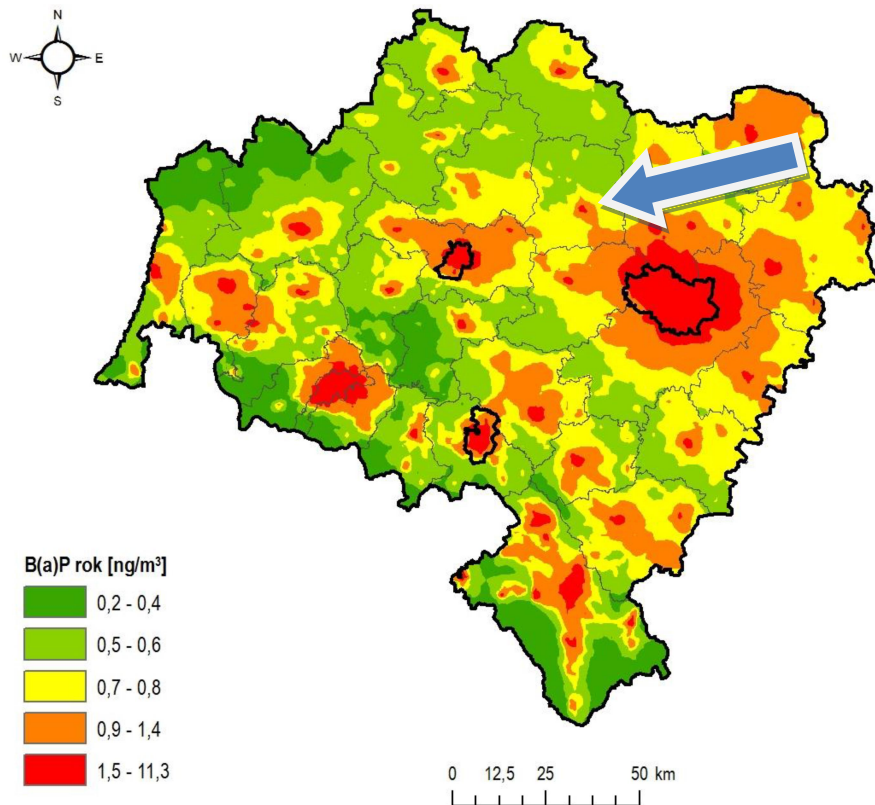 N
W E
S
B(a)P rok [ng/m³]
0,2 - 0,4
0,5 - 0,6
0,7 - 0,8
0,9 - 1,4
1,5 - 11,3
0 12,5 25 50 km